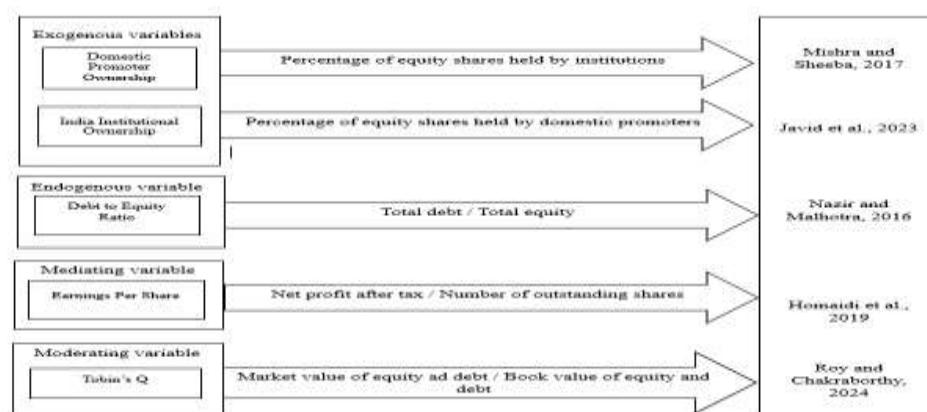 Exogenous variables
Domestic
Promoter
Ownership
Percentage of equity shares held by institutions
Mishra and
Sheeba, 2017
India Institutional
Ownership
Percentage of equity shares held by domestic promoters
Javid et al., 2023
Endogenous variable
Debt to Equity
Ratio
Total debt / Total equity
Nazir and
Malhotra, 2016
Mediating variable
Earnings Per Share
Net profit after tax / Number of outstanding shares
Homaidi et al.,
2019
Moderating variable
Tobin's Q
Market value of equity ad debt / Book value of equity and
debt
Roy and
Chakraborthy,
2024